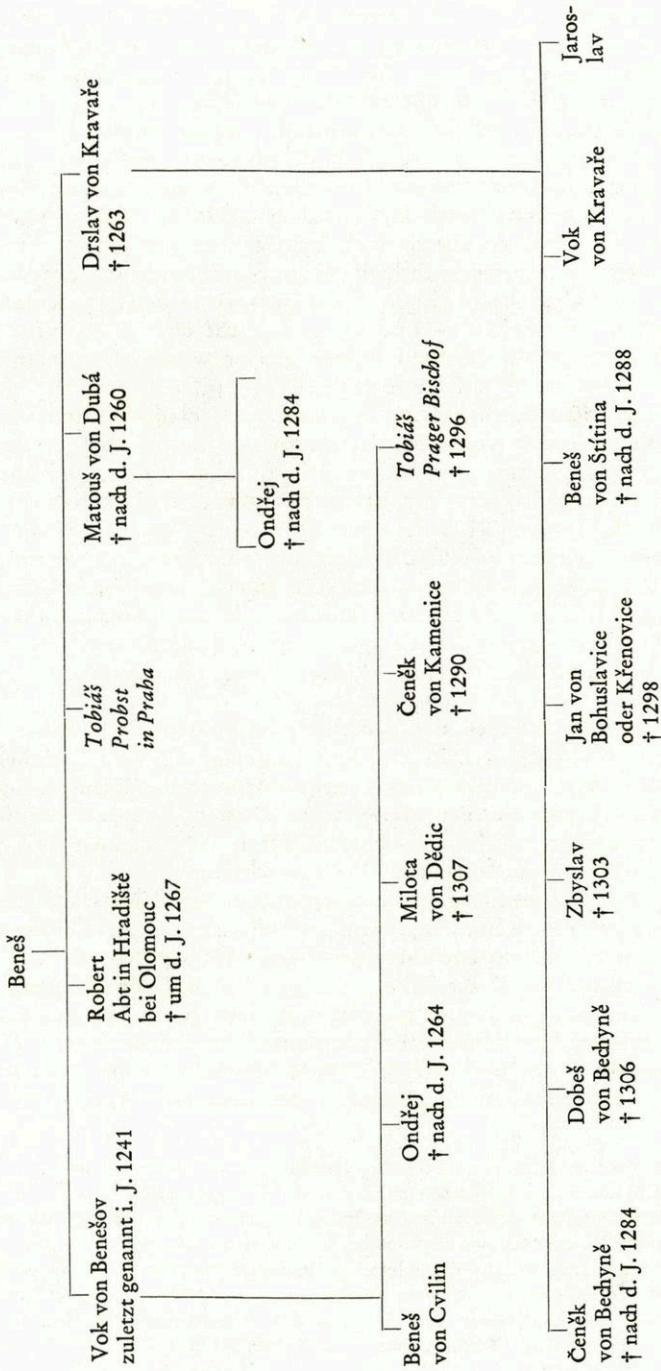 Beneš
Vok von Benešov
zuletzt genannt i. J. 1241
Robert
Abt in Hradiště
bei Olomouc
† um d. J. 1267
Tobiáš
Probst
in Praha
Matouš von Dubá
† nach d. J. 1260
Drslav von Kravaře
† 1263
Ondřej
† nach d. J. 1284
Beneš
von Cvilin
Ondřej
† nach d. J. 1264
Milota
von Dědic
† 1307
Čeněk
von Kamenice
† 1290
Tobiáš
Prager Bischof
† 1296
Čeněk
von Bechyně
† nach d. J. 1284
Dobeš
von Bechyně
† 1306
Zbyslav
† 1303
Jan von
Bohuslavice
oder Křenovice
† 1298
Beneš
von Štítina
† nach d. J. 1288
Vok
von Kravaře
Jaros-
lav